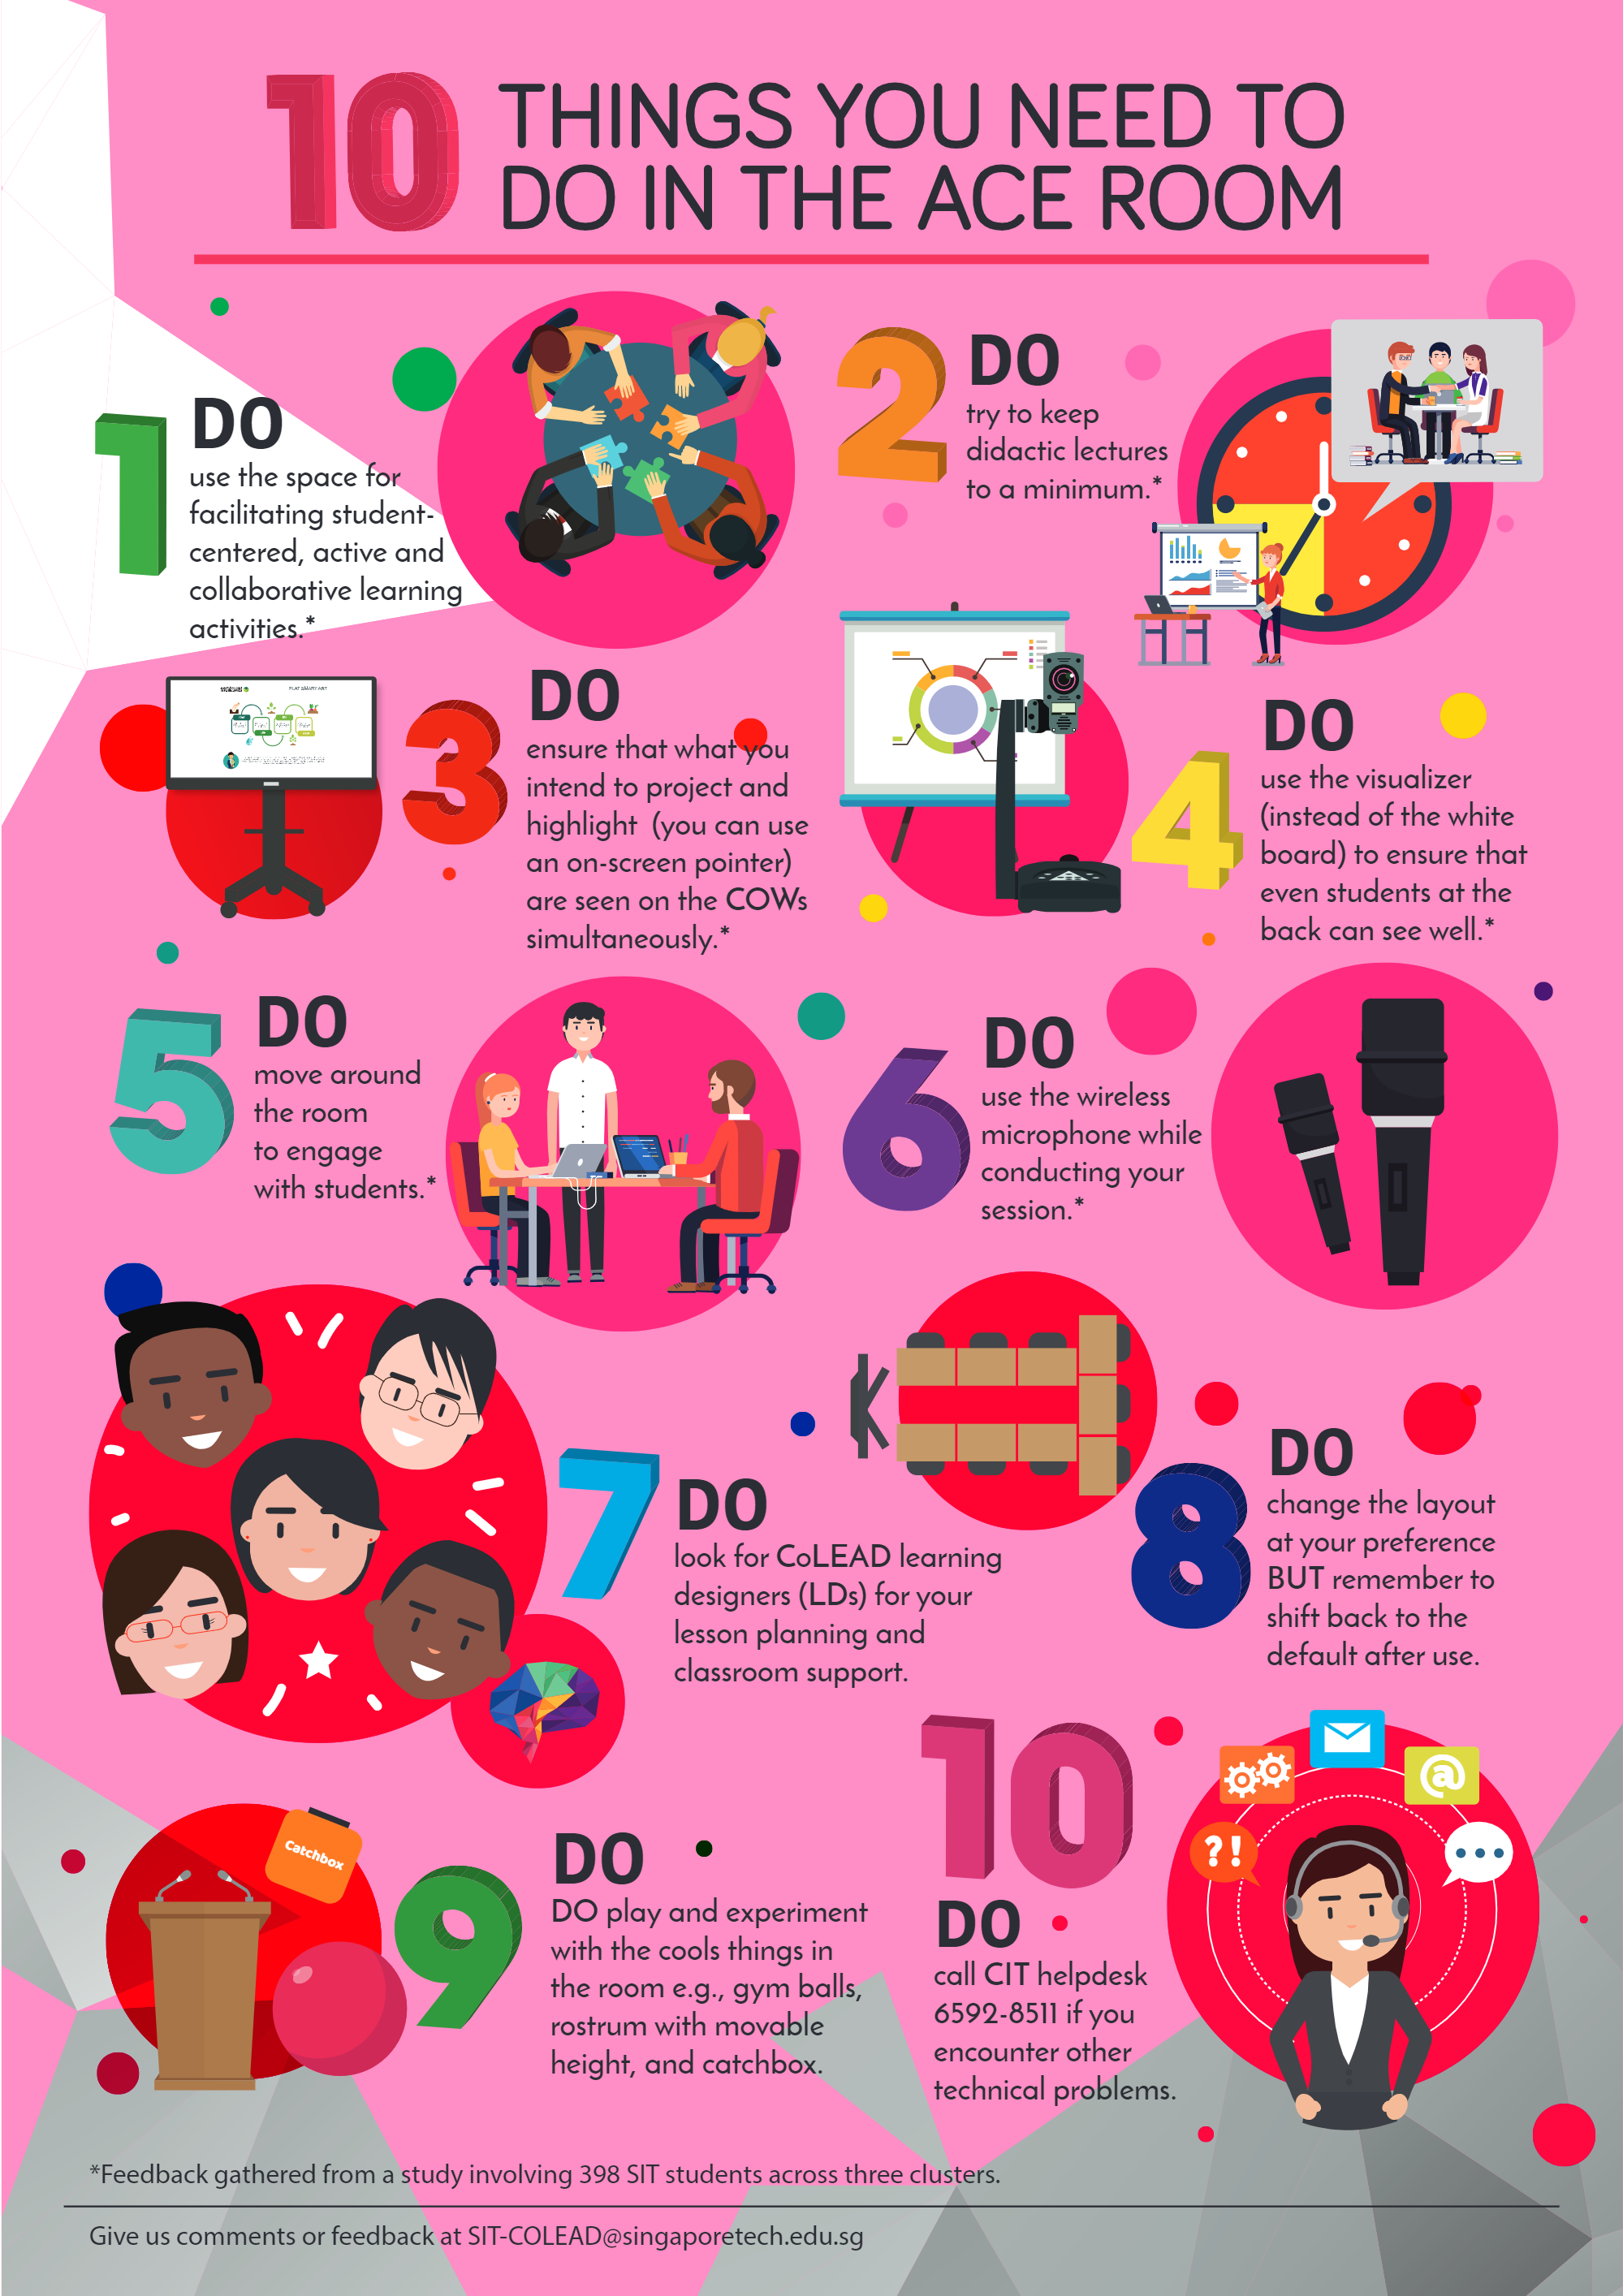 10 THINGS YOU NEED TO
DO IN THE ACE ROOM
1 DO
use the space for
facilitating student-
centered, active and
collaborative learning
activities.*
2 DO
try to keep
didactic lectures
to a minimum.*
3 DO
ensure that what you
intend to project and
highlight (you can use
an on-screen pointer)
are seen on the COWs
simultaneously.*
4 DO
use the visualizer
(instead of the white
board) to ensure that
even students at the
back can see well.*
5 DO
move around
the room
to engage
with students.*
6 DO
use the wireless
microphone while
conducting your
session.*
7 DO
look for CoLEAD learning
designers (LDs) for your
lesson planning and
classroom support.
8 DO
change the layout
at your preference
BUT remember to
shift back to the
default after use.
Catchbox
9 DO
DO play and experiment
with the cools things in
the room e.g., gym balls,
rostrum with movable
height, and catchbox.
10
DO
call CIT helpdesk
6592-8511 if you
encounter other
technical problems.
?!
@
*Feedback gathered from a study involving 398 SIT students across three clusters.
Give us comments or feedback at SIT-COLEAD@singaporetech.edu.sg